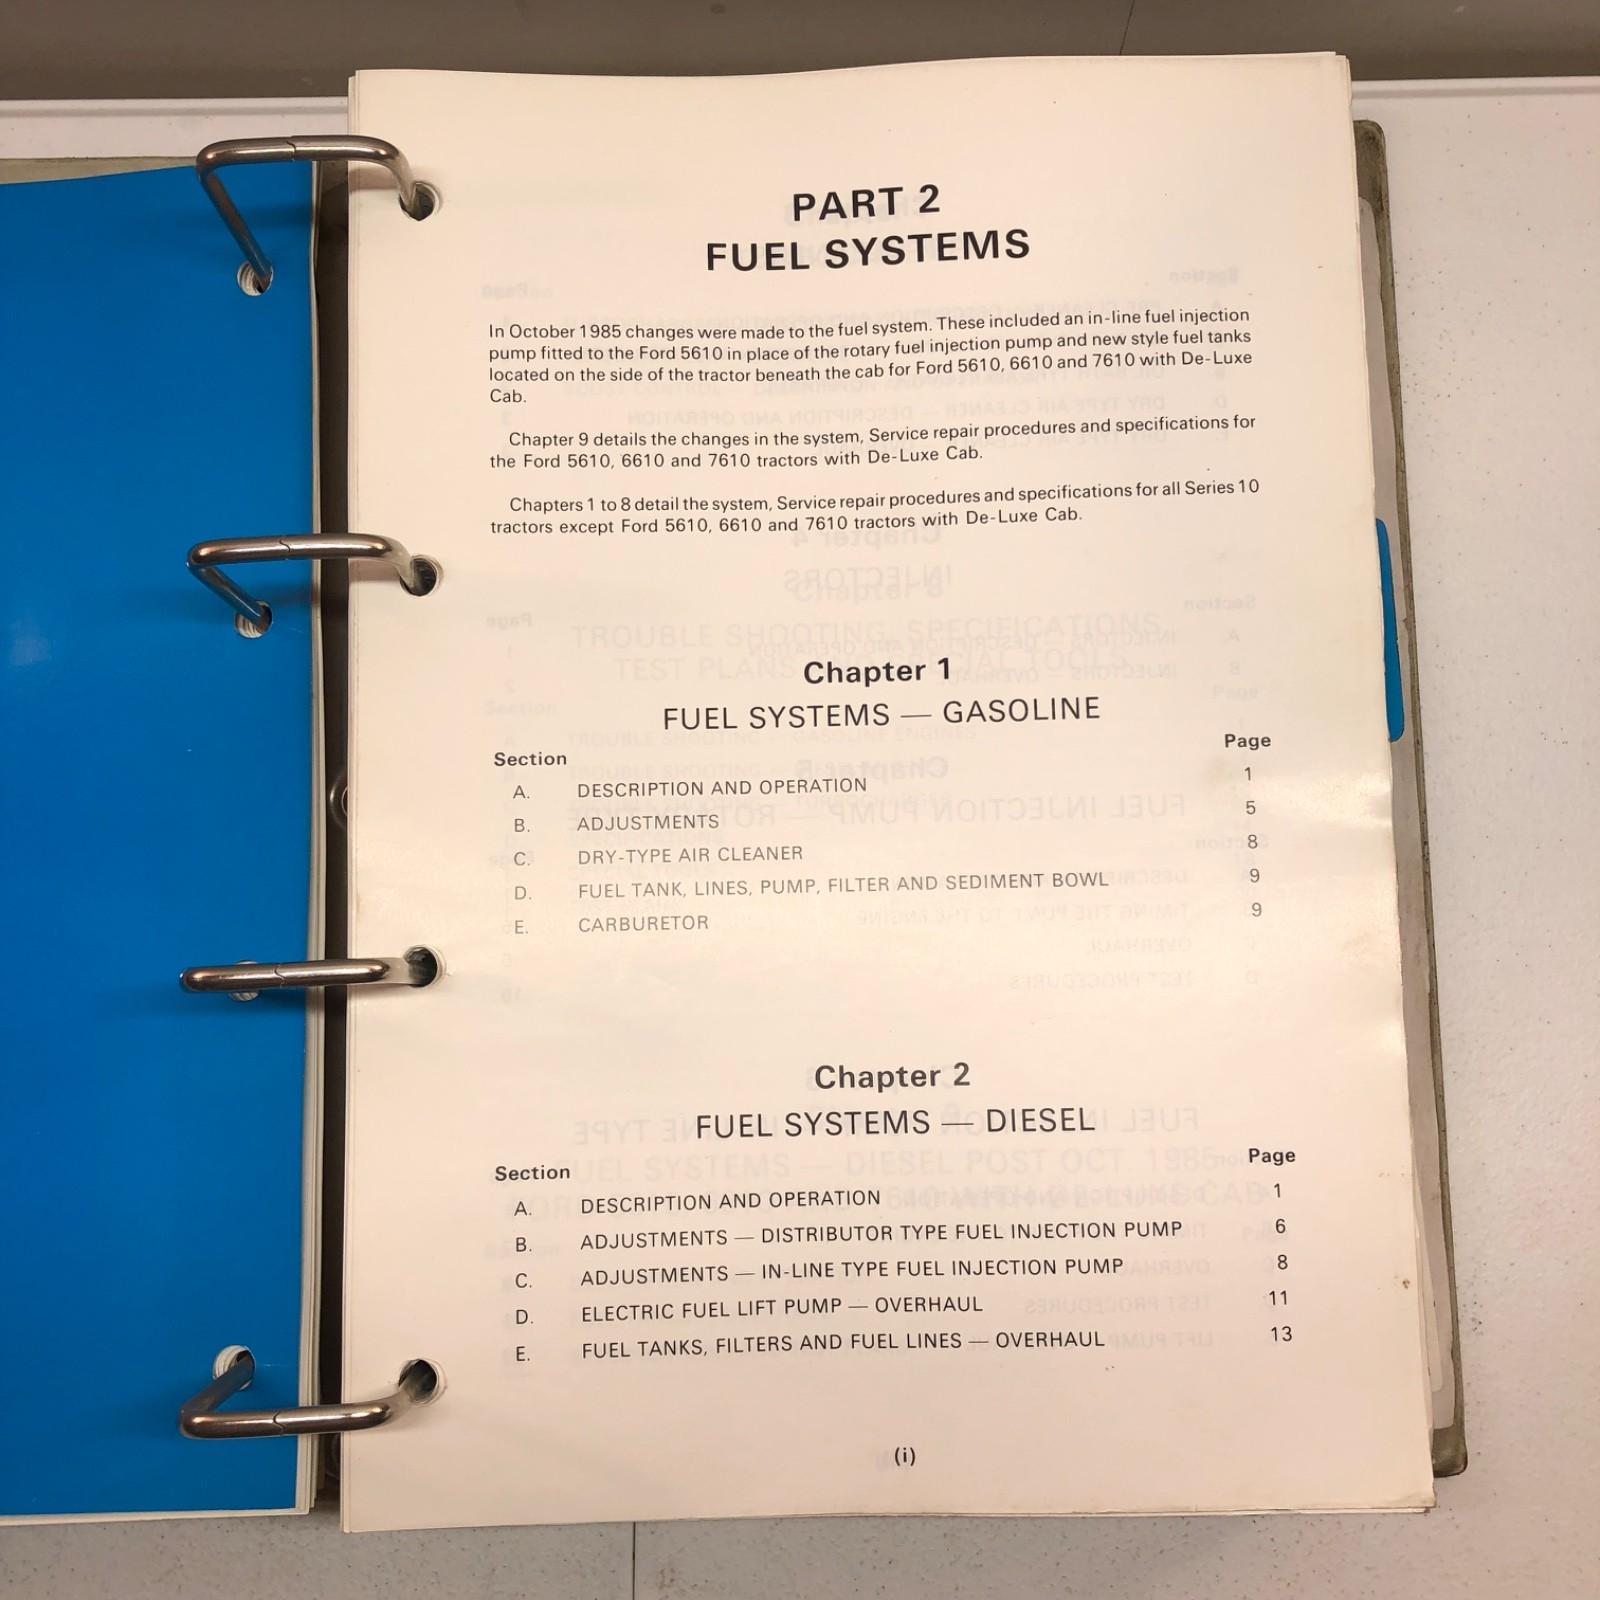 PART 2
FUEL SYSTEMS
In October 1985 changes were made to the fuel system. These included an in-line fuel injection
pump fitted to the Ford 5610 in place of the rotary fuel injection pump and new style fuel tanks
located on the side of the tractor beneath the cab for Ford 5610, 6610 and 7610 with De-Luxe
Cab.
Chapter 9 details the changes in the system, Service repair procedures and specifications for
the Ford 5610, 6610 and 7610 tractors with De-Luxe Cab.
Chapters 1 to 8 detail the system, Service repair procedures and specifications for all Series 10
tractors except Ford 5610, 6610 and 7610 tractors with De-Luxe Cab.
Chapter 1
FUEL SYSTEMS — GASOLINE
Section Page
A. DESCRIPTION AND OPERATION 1
B. ADJUSTMENTS 5
C. DRY-TYPE AIR CLEANER 8
D. FUEL TANK, LINES, PUMP, FILTER AND SEDIMENT BOWL 9
E. CARBURETOR 9
Chapter 2
FUEL SYSTEMS — DIESEL
Section Page
A. DESCRIPTION AND OPERATION 1
B. ADJUSTMENTS — DISTRIBUTOR TYPE FUEL INJECTION PUMP 6
C. ADJUSTMENTS — IN-LINE TYPE FUEL INJECTION PUMP 8
D. ELECTRIC FUEL LIFT PUMP — OVERHAUL 11
E. FUEL TANKS, FILTERS AND FUEL LINES — OVERHAUL 13
(i)